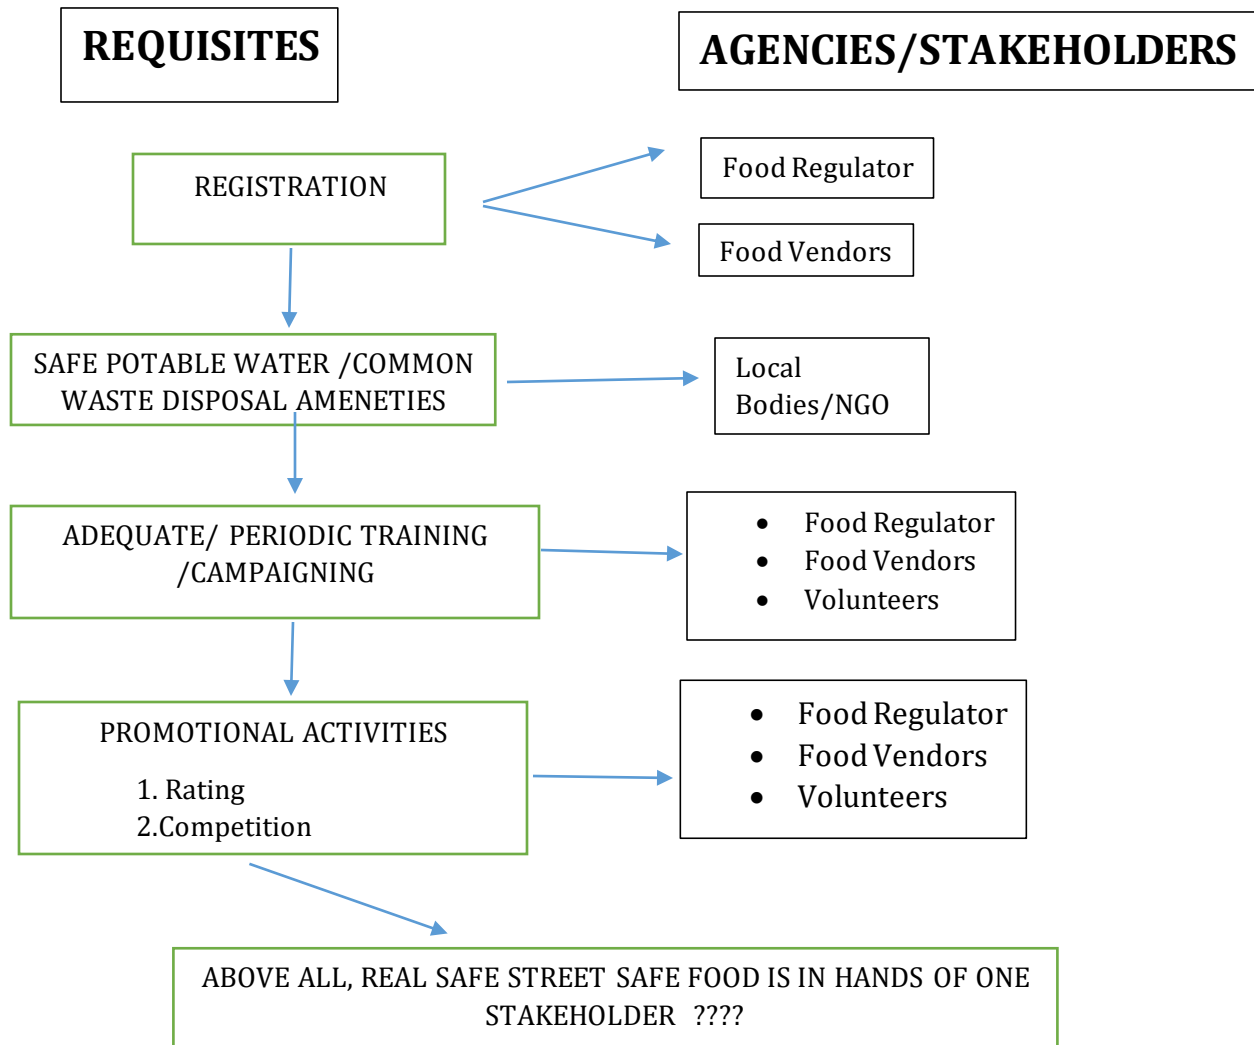 REQUISITES
AGENCIES/STAKEHOLDERS
REGISTRATION
Food Regulator
Food Vendors
SAFE POTABLE WATER /COMMON
WASTE DISPOSAL AMENETIES
Local
Bodies/NGO
ADEQUATE/ PERIODIC TRAINING
/CAMPAIGNING
• Food Regulator
• Food Vendors
• Volunteers
PROMOTIONAL ACTIVITIES
1. Rating
2.Competition
• Food Regulator
• Food Vendors
• Volunteers
ABOVE ALL, REAL SAFE STREET SAFE FOOD IS IN HANDS OF ONE
STAKEHOLDER ????